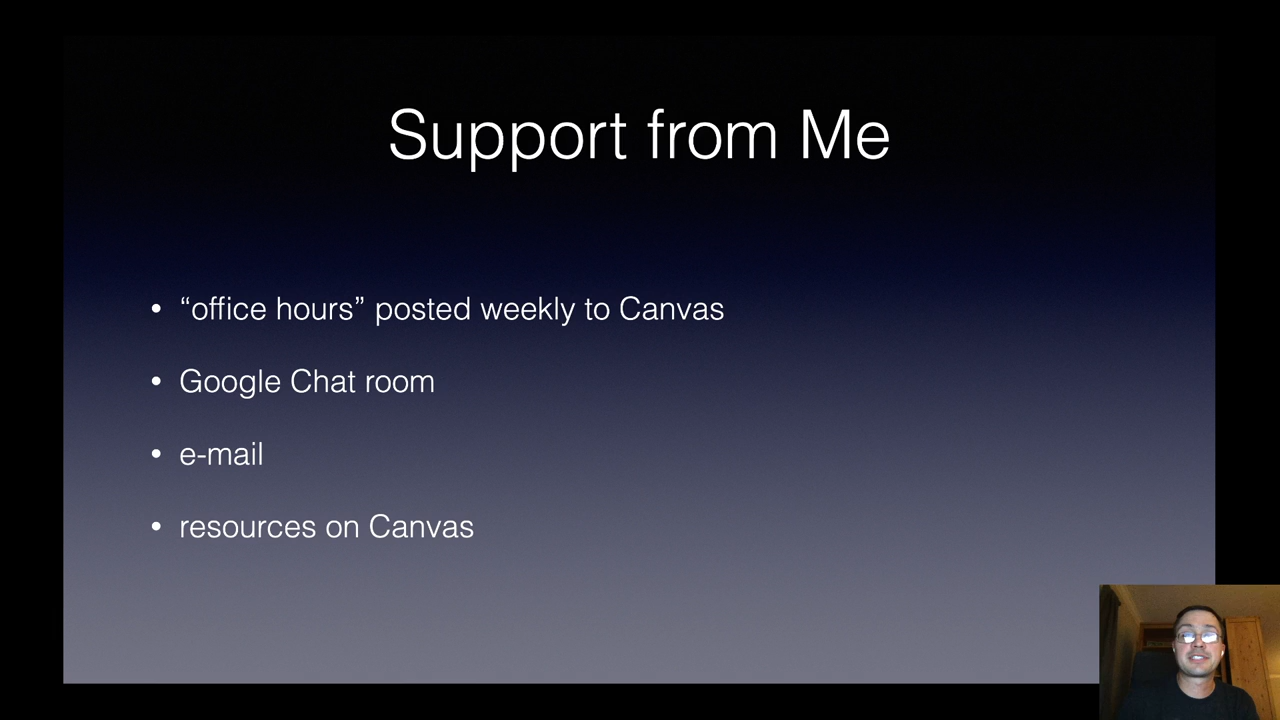 Support from Me
• “office hours” posted weekly to Canvas
• Google Chat room
• e-mail
• resources on Canvas